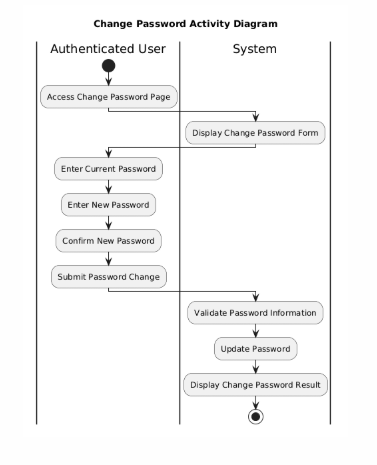 Change Password Activity Diagram
Authenticated User
System
Access Change Password Page
Display Change Password Form
Enter Current Password
Enter New Password
Confirm New Password
Submit Password Change
Validate Password Information
Update Password
Display Change Password Result